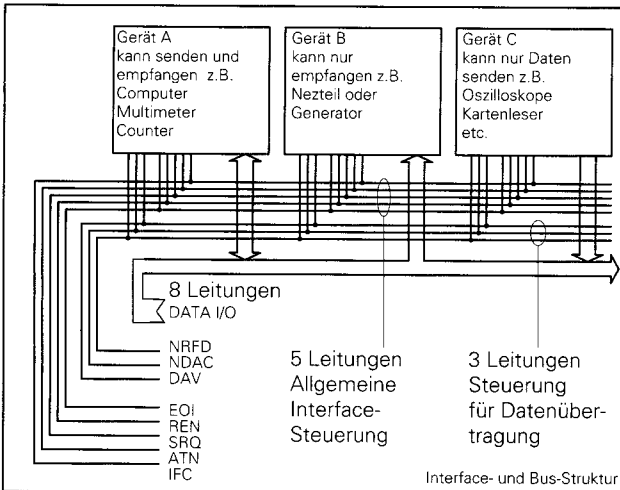 Gerät A
kann senden und
empfangen z.B.
Computer
Multimeter
Counter
Gerät B
kann nur
empfangen z.B.
Nezteil oder
Generator
Gerät C
kann nur Daten
senden z.B.
Oszilloskope
Kartenleser
etc.
8 Leitungen
DATA I/O
NRFD
NDAC
DAV
EOI
REN
SRQ
ATN
IFC
5 Leitungen
Allgemeine
Interface-
Steuerung
3 Leitungen
Steuerung
für Datenüber-
tragung
Interface- und Bus-Struktur